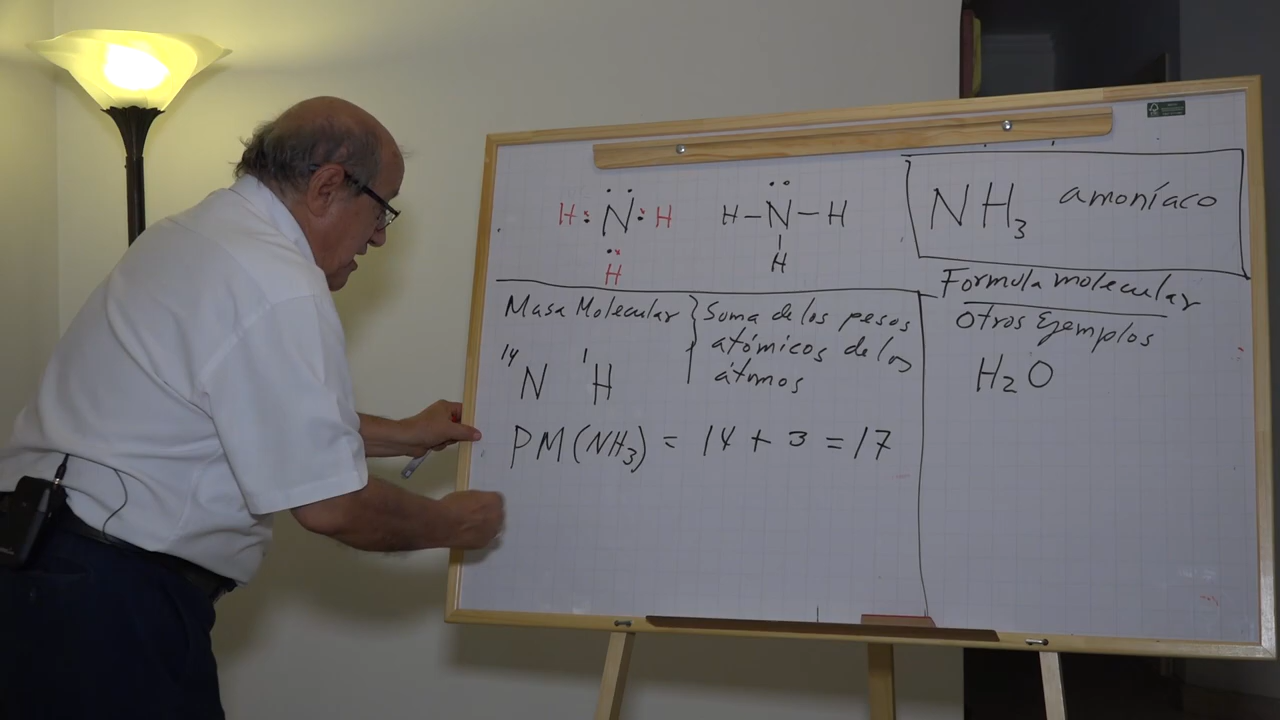 H : N : H
H
H–N–H
H
NH3 amoníaco
Formula molecular
Otros Ejemplos
H2O
Masa Molecular } Soma de los pesos
atómicos de los
átomos
14N 1H
PM(NH3) = 14 + 3 = 17